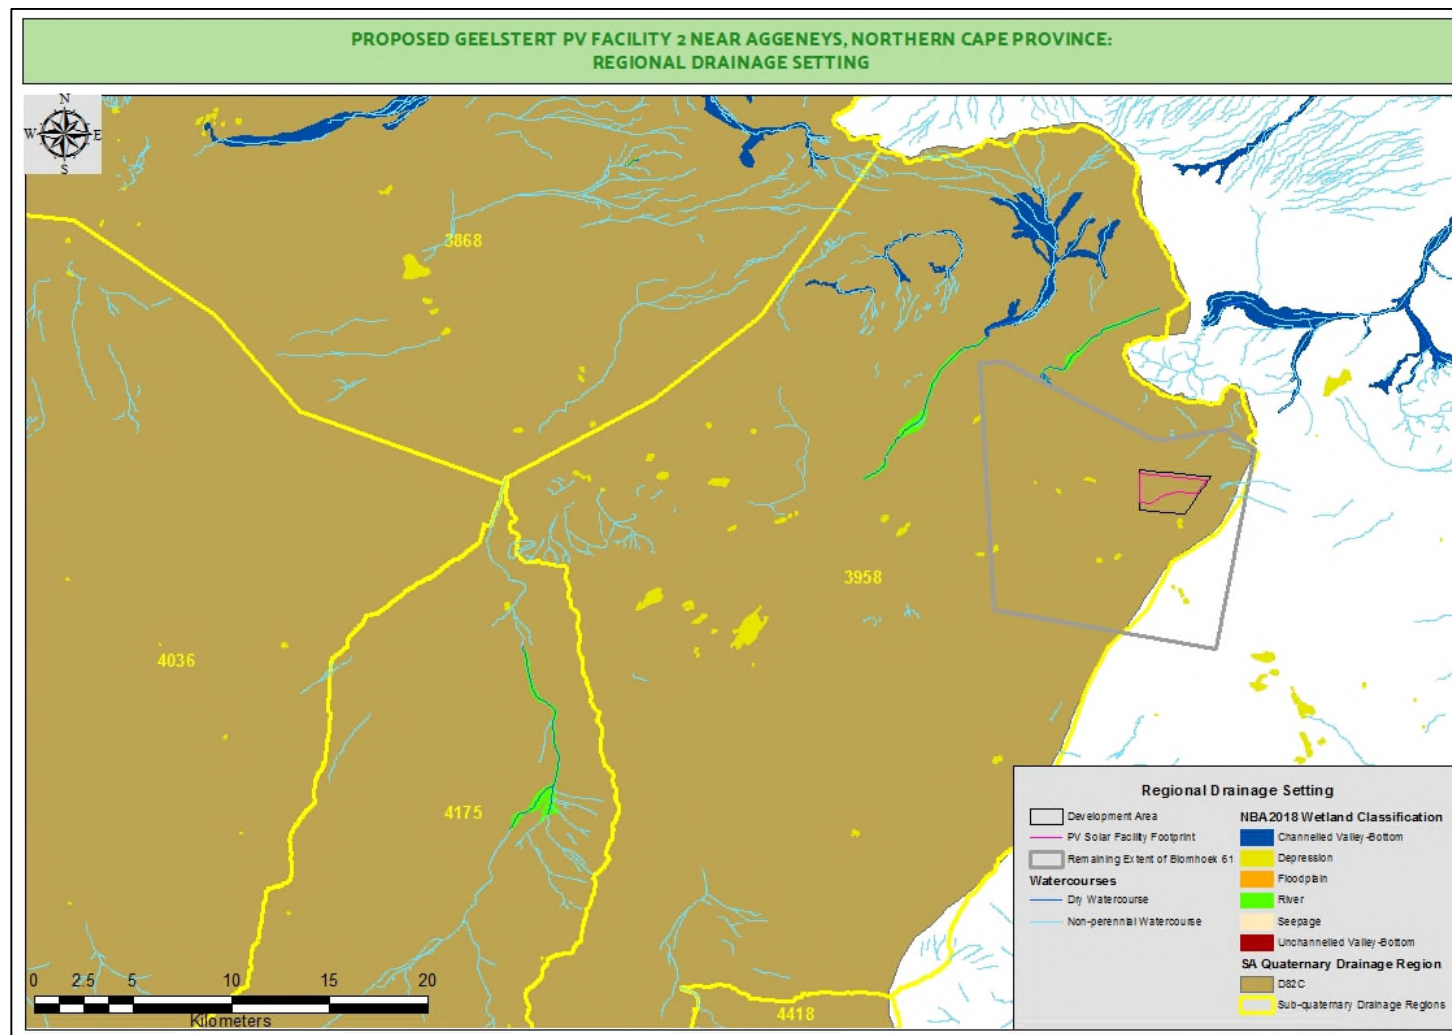 PROPOSED GEELSTERT PV FACILITY 2 NEAR AGGENEYS, NORTHERN CAPE PROVINCE:
REGIONAL DRAINAGE SETTING
N
W E
S
3868
3958
4036
4175
4418
0 2.5 5 10 15 20
Kilometers
Regional Drainage Setting
Development Area
PV Solar Facility Footprint
Remaining Extent of Blomhoek 61
Watercourses
Dry Watercourse
Non-perennial Watercourse
NBA2018 Wetland Classification
Channelled Valley-Bottom
Depression
Floodplain
River
Seepage
Unchannelled Valley-Bottom
SA Quaternary Drainage Region
D82C
Sub-quaternary Drainage Regions